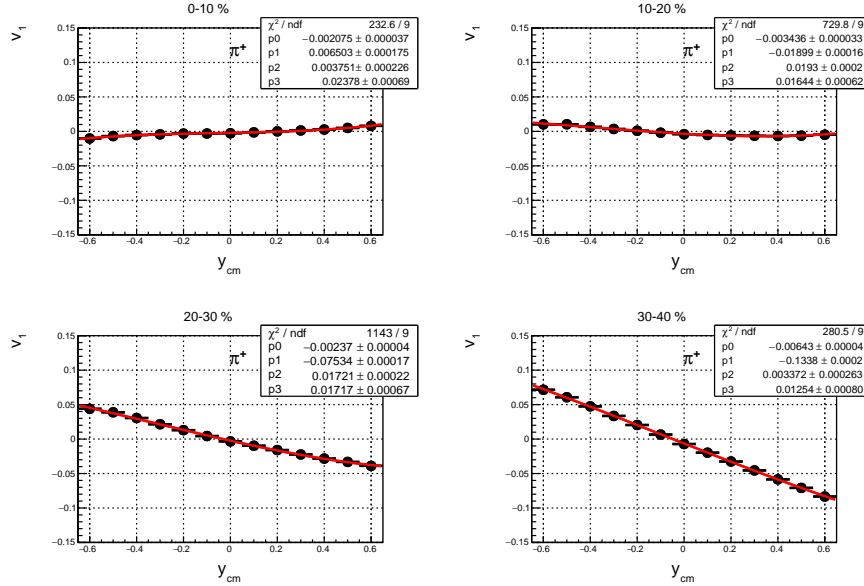 0-10 %
v1
π+
χ2 / ndf 232.6 / 9
p0 −0.002075 ± 0.000037
p1 0.006503 ± 0.000175
p2 0.003751± 0.000226
p3 0.02378 ± 0.00069
0.15
0.1
0.05
0
−0.05
−0.1
−0.15
−0.6 −0.4 −0.2 0 0.2 0.4 0.6
ycm
10-20 %
v1
π+
χ2 / ndf 729.8 / 9
p0 −0.003436 ± 0.000033
p1 −0.01899 ± 0.00016
p2 0.0193 ± 0.0002
p3 0.01644 ± 0.00062
0.15
0.1
0.05
0
−0.05
−0.1
−0.15
−0.6 −0.4 −0.2 0 0.2 0.4 0.6
ycm
20-30 %
v1
π+
χ2 / ndf 1143 / 9
p0 −0.00237 ± 0.00004
p1 −0.07534 ± 0.00017
p2 0.01721 ± 0.00022
p3 0.01717 ± 0.00067
0.15
0.1
0.05
0
−0.05
−0.1
−0.15
−0.6 −0.4 −0.2 0 0.2 0.4 0.6
ycm
30-40 %
v1
π+
χ2 / ndf 280.5 / 9
p0 −0.00643 ± 0.00004
p1 −0.1338 ± 0.0002
p2 0.003372 ± 0.000263
p3 0.01254 ± 0.00080
0.15
0.1
0.05
0
−0.05
−0.1
−0.15
−0.6 −0.4 −0.2 0 0.2 0.4 0.6
ycm